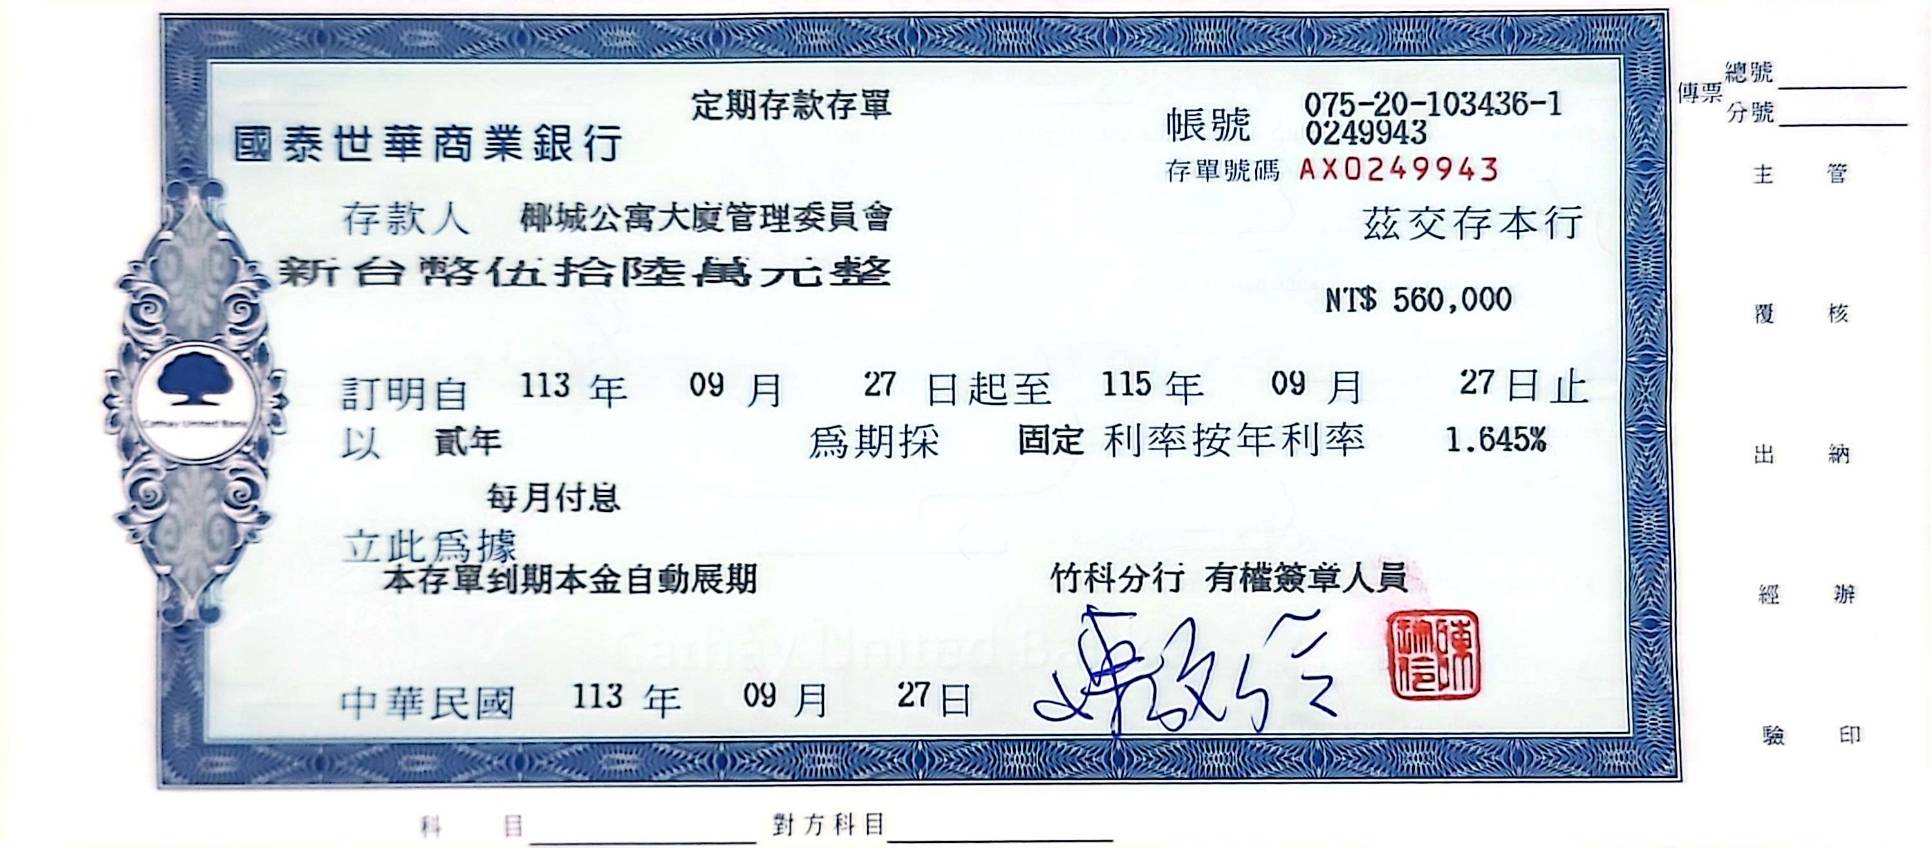 定期存款存單
國泰世華商業銀行
帳號 075-20-103436-1
0249943
存單號碼 AX0249943
存款人 椰城公寓大廈管理委員會
茲交存本行
新台幣伍拾陸萬元整
NT$ 560,000
訂明自 113 年 09 月 27 日起至 115 年 09 月 27 日止
以 貳年 爲期採 固定 利率按年利率 1.645%
每月付息
立此爲據
本存單到期本金自動展期
竹科分行 有權簽章人員
Cathay United Bank
中華民國 113 年 09 月 27 日
傳票 總號
分號
主管
覆核
出納
經辦
驗印
科目 對方科目